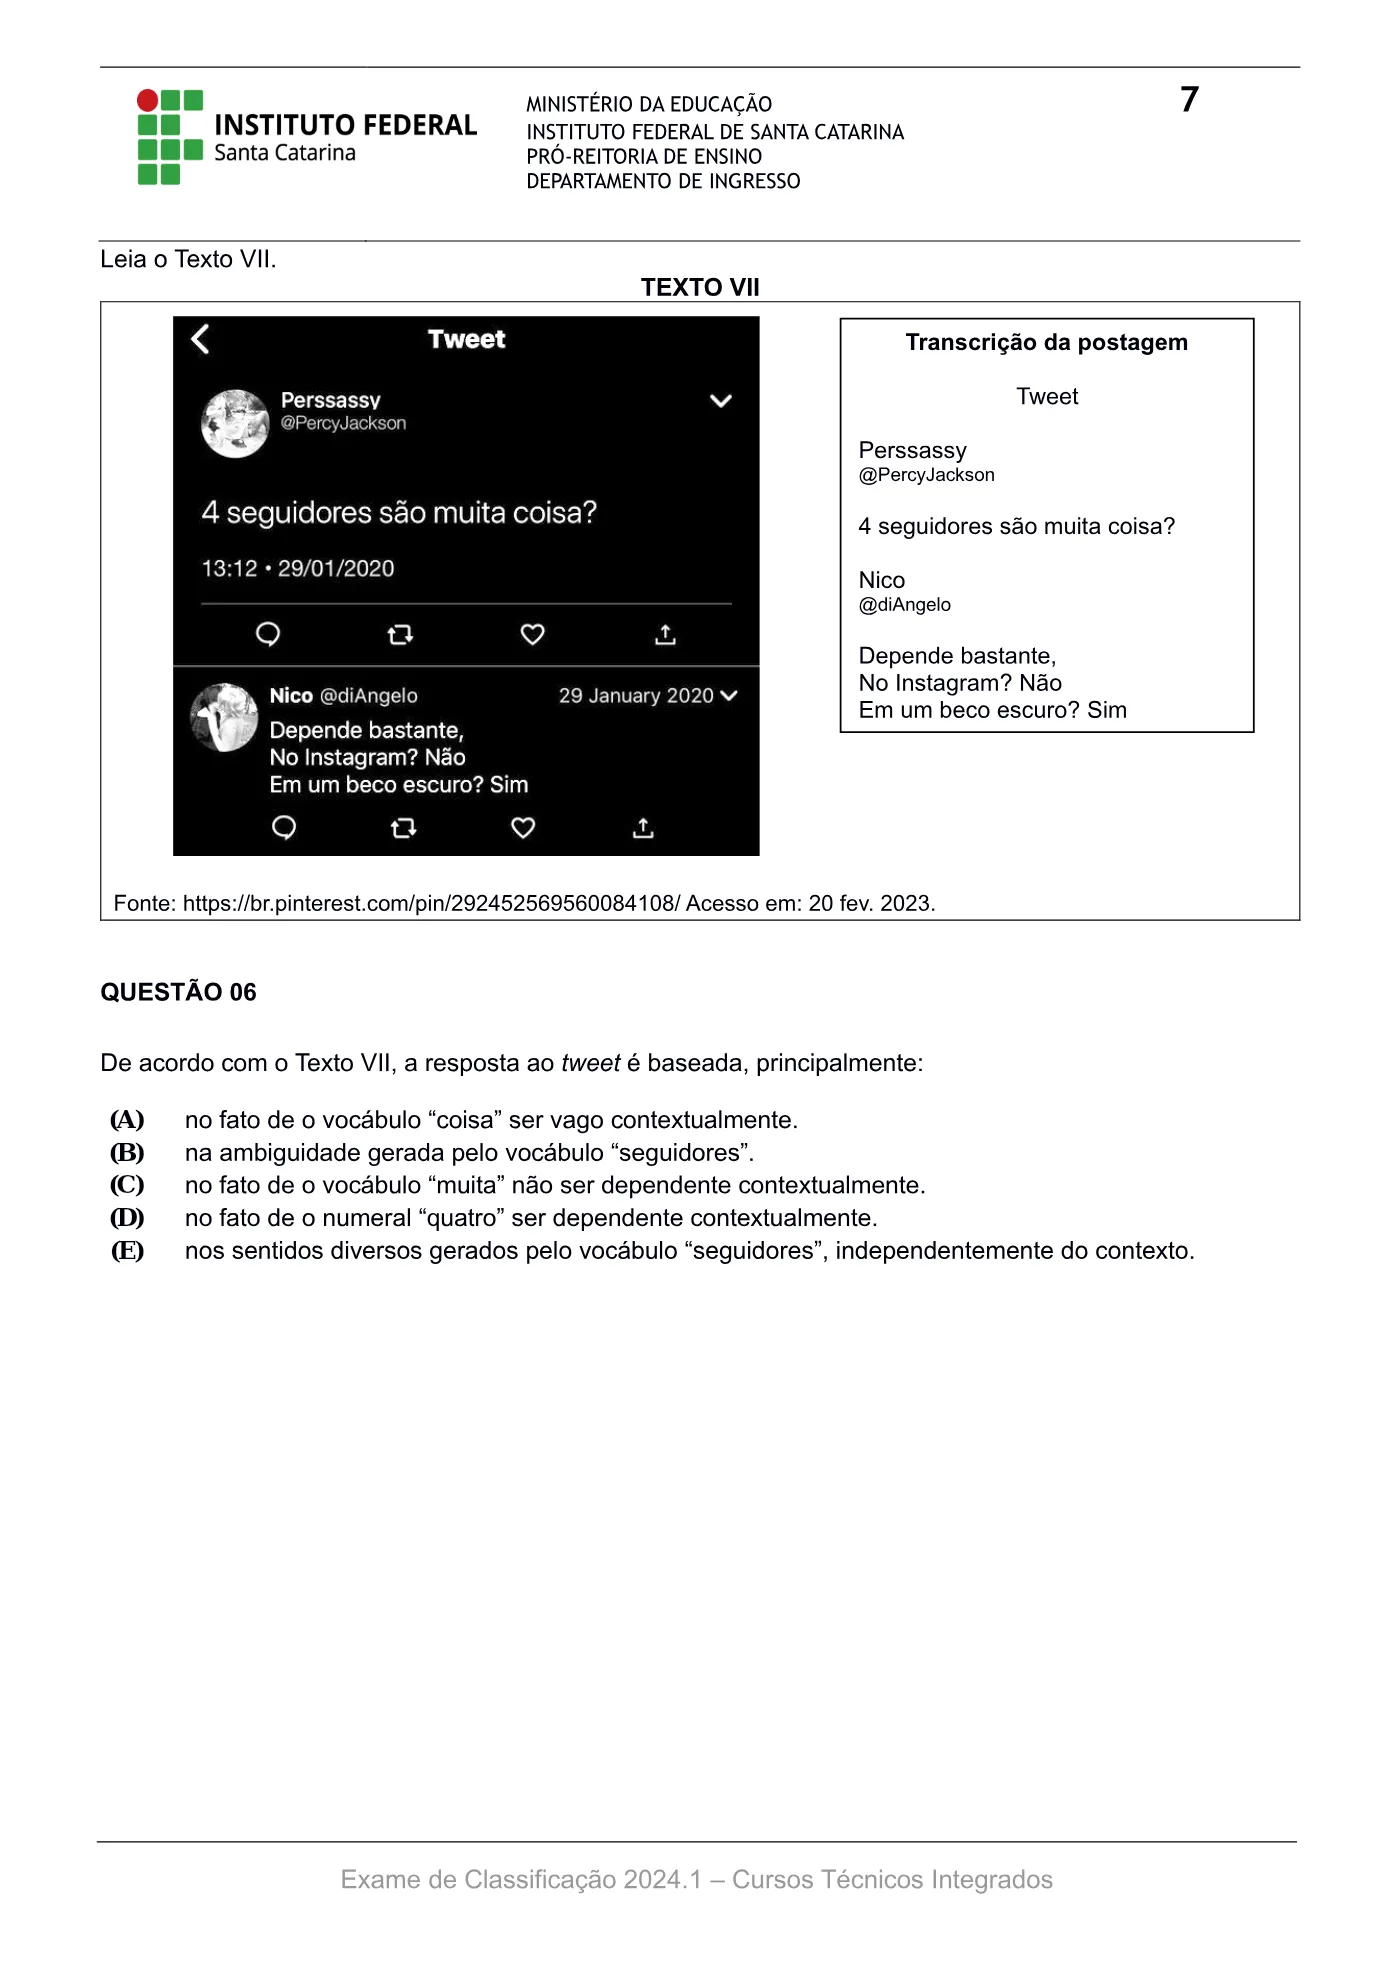 INSTITUTO FEDERAL
Santa Catarina
MINISTÉRIO DA EDUCAÇÃO
INSTITUTO FEDERAL DE SANTA CATARINA
PRÓ-REITORIA DE ENSINO
DEPARTAMENTO DE INGRESSO
7
Leia o Texto VII.
TEXTO VII
Tweet
Perssassy
@PercyJackson
4 seguidores são muita coisa?
13:12 • 29/01/2020
Nico @diAngelo 29 January 2020
Depende bastante,
No Instagram? Não
Em um beco escuro? Sim
Transcrição da postagem
Tweet
Perssassy
@PercyJackson
4 seguidores são muita coisa?
Nico
@diAngelo
Depende bastante,
No Instagram? Não
Em um beco escuro? Sim
Fonte: https://br.pinterest.com/pin/292452569560084108/ Acesso em: 20 fev. 2023.
QUESTÃO 06
De acordo com o Texto VII, a resposta ao tweet é baseada, principalmente:
(A) no fato de o vocábulo “coisa” ser vago contextualmente.
(B) na ambiguidade gerada pelo vocábulo “seguidores”.
(C) no fato de o vocábulo “muita” não ser dependente contextualmente.
(D) no fato de o numeral “quatro” ser dependente contextualmente.
(E) nos sentidos diversos gerados pelo vocábulo “seguidores”, independentemente do contexto.
Exame de Classificação 2024.1 – Cursos Técnicos Integrados